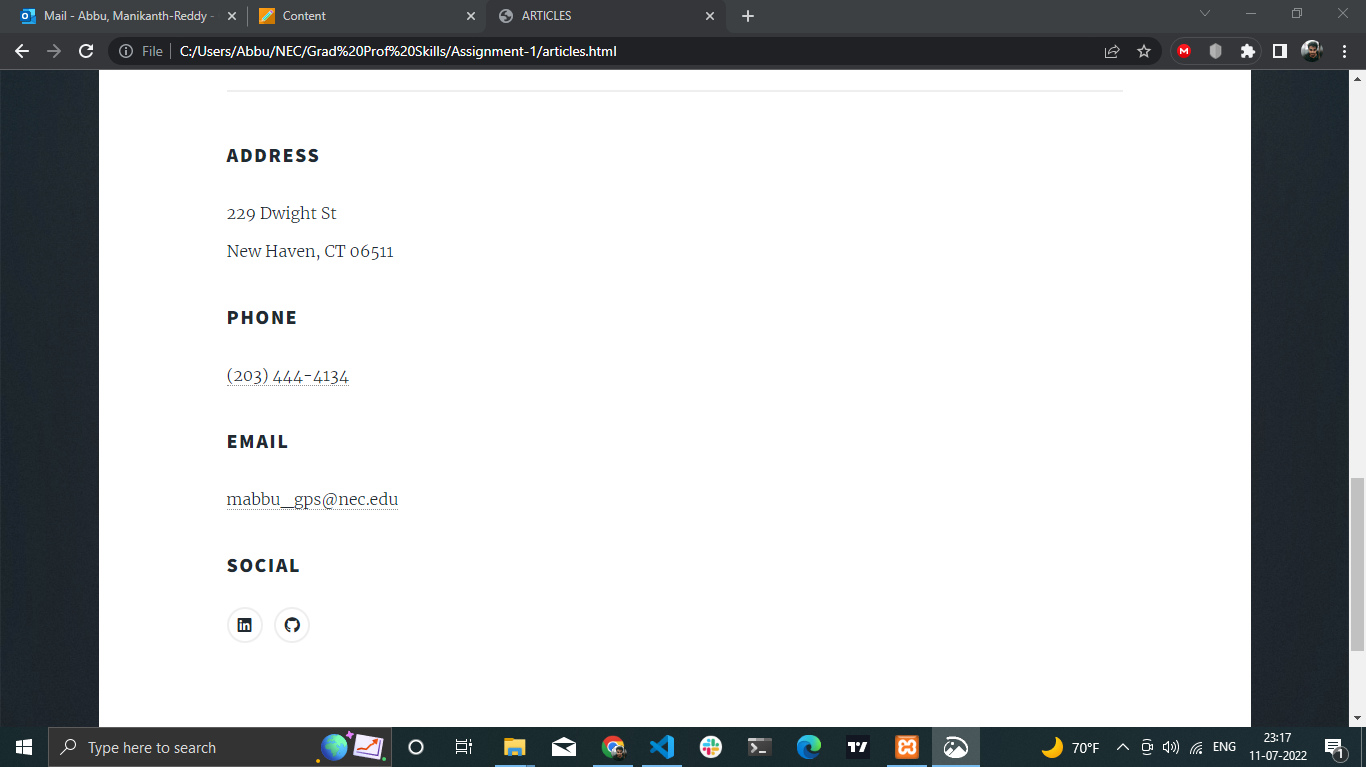 Mail - Abbu, Manikanth-Reddy -
Content
ARTICLES
File
C:/Users/Abbu/NEC/Grad%20Prof%20Skills/Assignment-1/articles.html
ADDRESS
229 Dwight St
New Haven, CT 06511
PHONE
(203) 444-4134
EMAIL
mabbu_gps@nec.edu
SOCIAL
Type here to search
70°F
ENG
23:17
11-07-2022
1